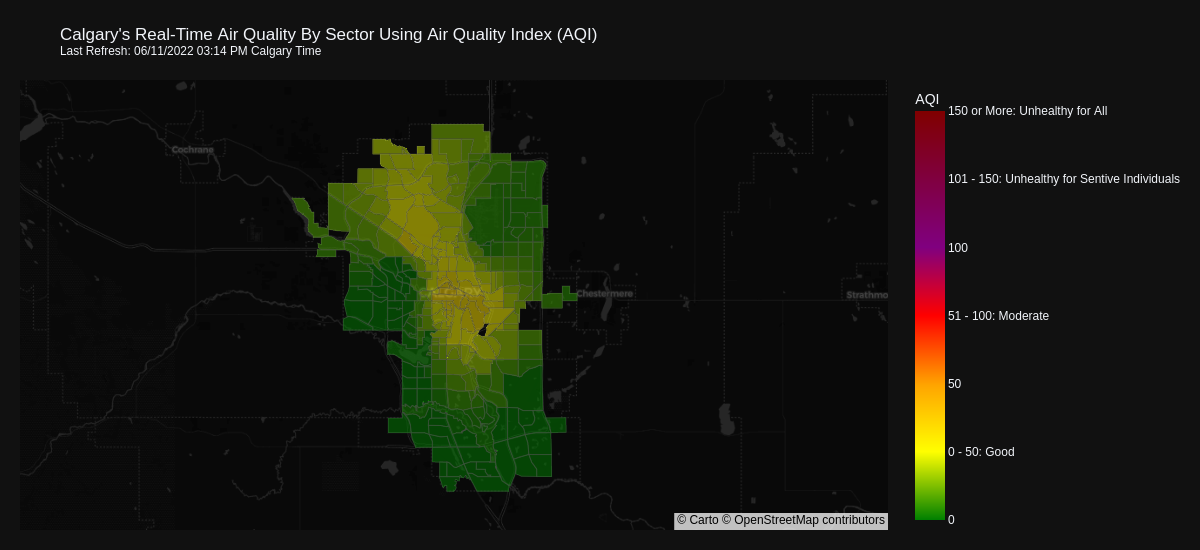 Calgary's Real-Time Air Quality By Sector Using Air Quality Index (AQI)
Last Refresh: 06/11/2022 03:14 PM Calgary Time
AQI
150 or More: Unhealthy for All
101 - 150: Unhealthy for Sentive Individuals
100
51 - 100: Moderate
50
0 - 50: Good
0
Cochrane
Chestermere
Strathmo
© Carto © OpenStreetMap contributors